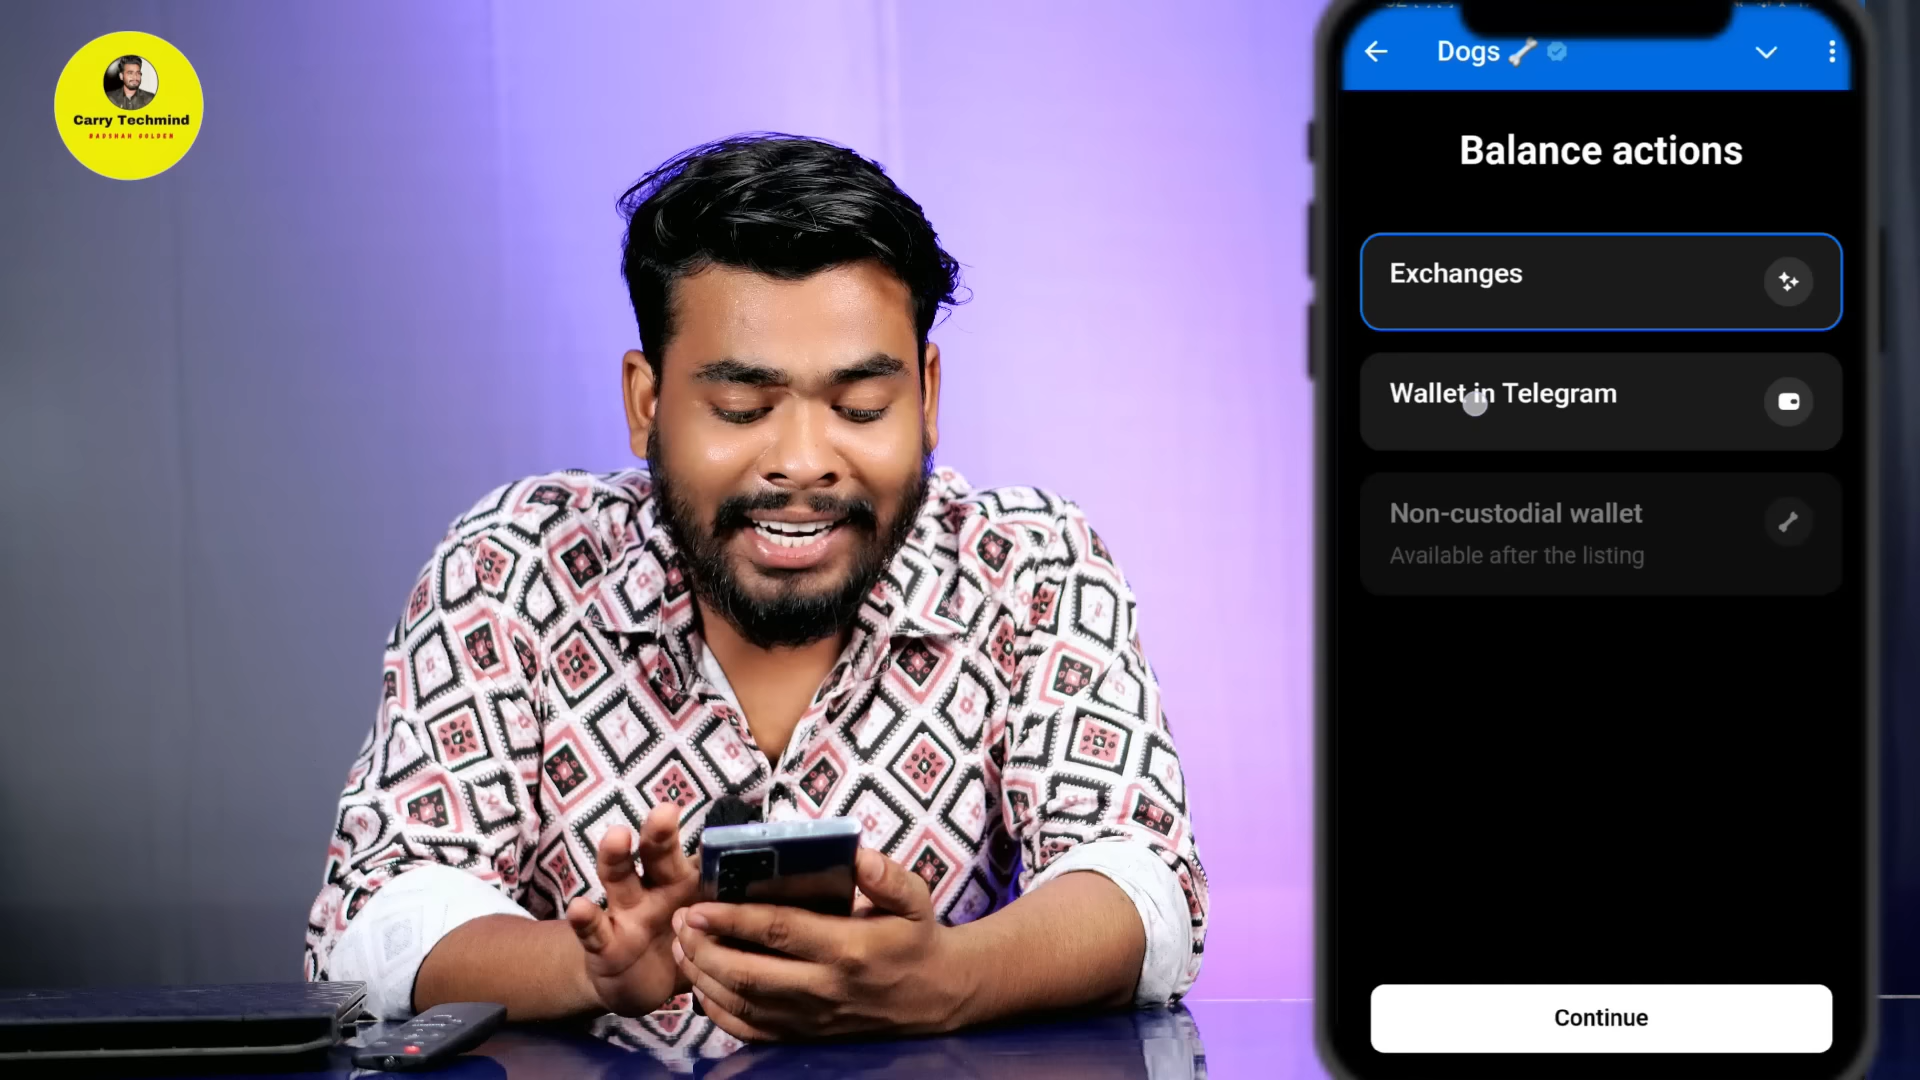 Carry Techmind
Dogs
Balance actions
Exchanges
Wallet in Telegram
Non-custodial wallet
Available after the listing
Continue